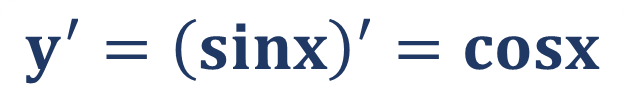 y′ = (sinx)′ = cosx